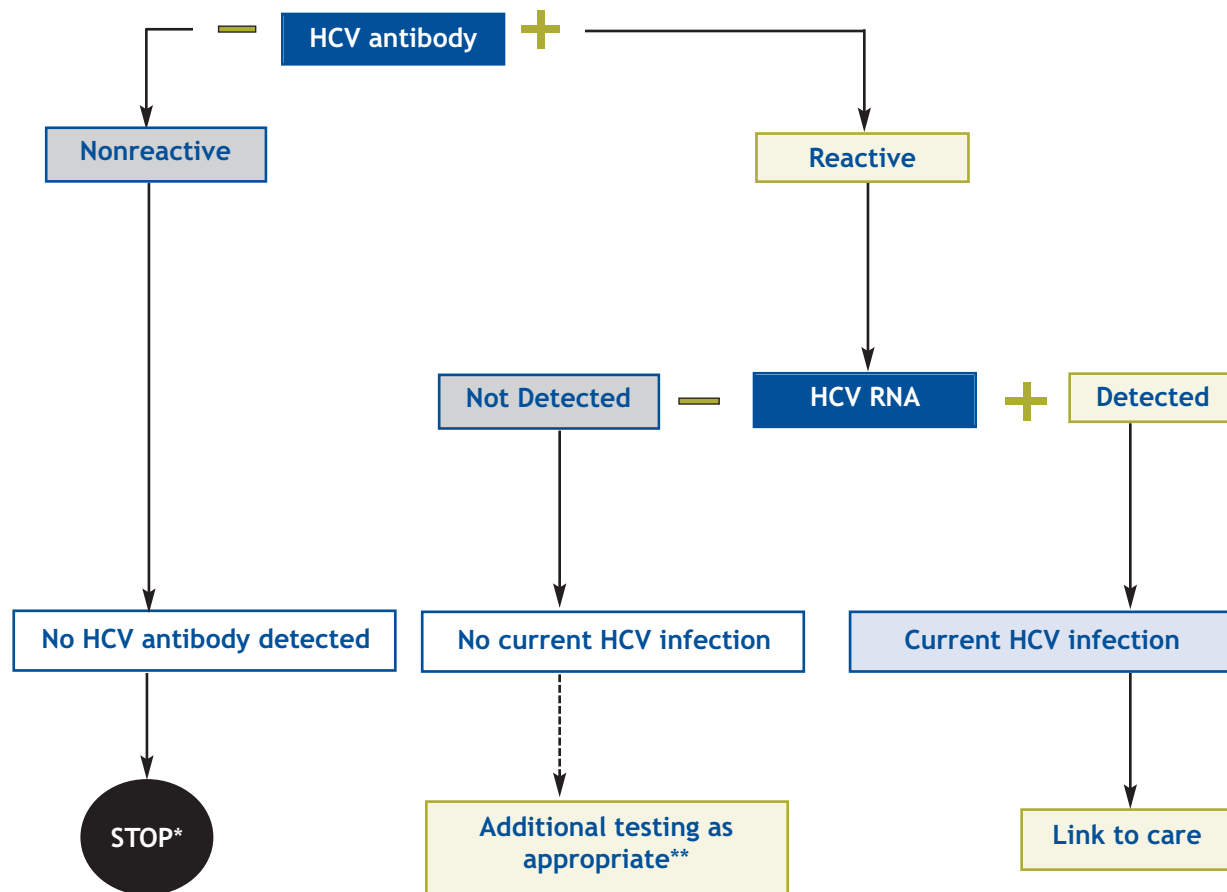 HCV antibody
Nonreactive
Reactive
Not Detected
HCV RNA
Detected
No HCV antibody detected
No current HCV infection
Current HCV infection
STOP*
Additional testing as
appropriate**
Link to care